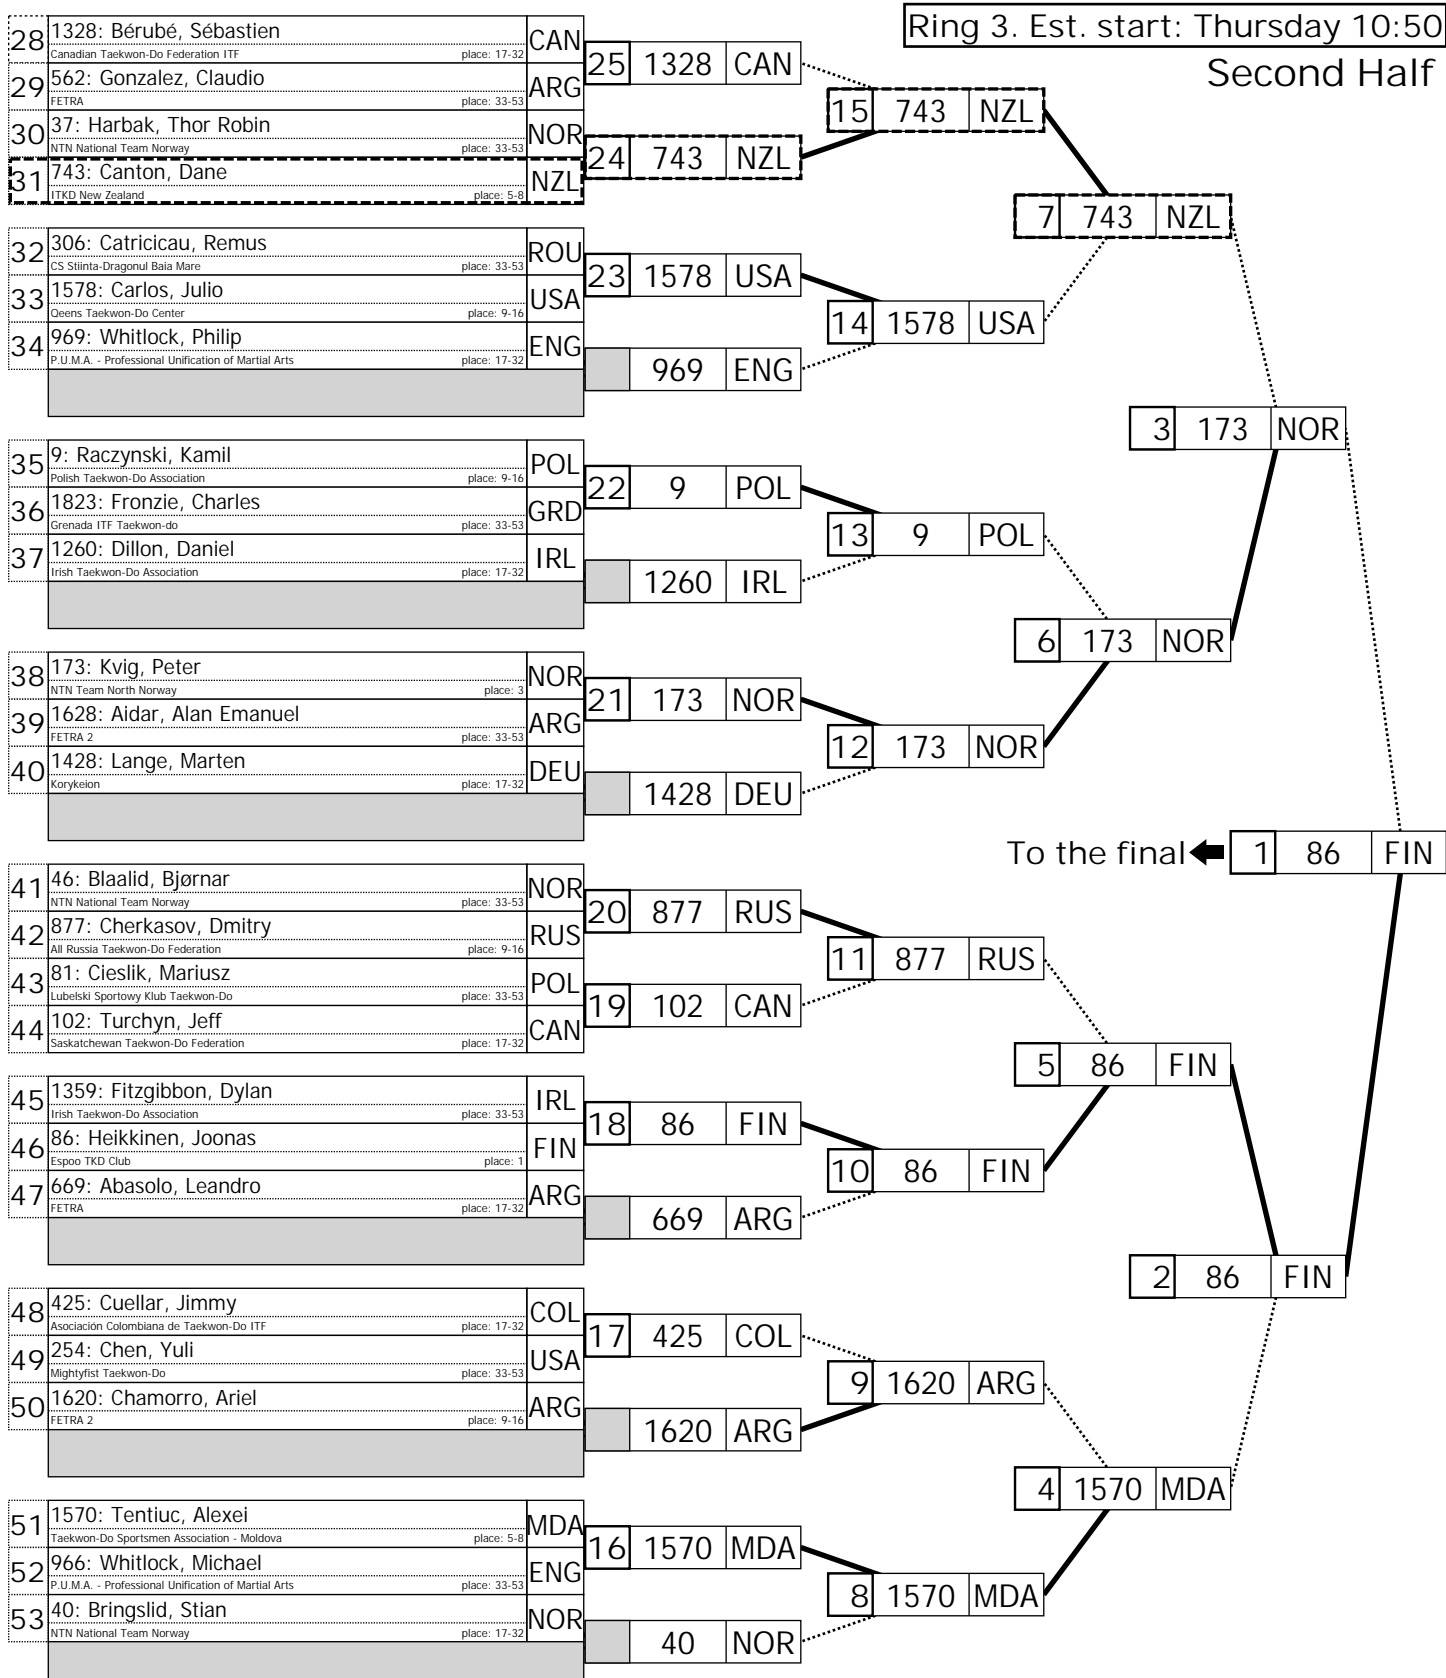 Ring 3. Est. start: Thursday 10:50
Second Half
28 1328: Bérubé, Sébastien CAN
Canadian Taekwon-Do Federation ITF place: 17-32
29 562: Gonzalez, Claudio ARG
FETRA place: 33-53
30 37: Harbak, Thor Robin NOR
NTN National Team Norway place: 33-53
31 743: Canton, Dane NZL
ITKD New Zealand place: 5-8
32 306: Catricicau, Remus ROU
CS Stiinta-Dragonul Baia Mare place: 33-53
33 1578: Carlos, Julio USA
Qeens Taekwon-Do Center place: 9-16
34 969: Whitlock, Philip ENG
P.U.M.A. - Professional Unification of Martial Arts place: 17-32
35 9: Raczynski, Kamil POL
Polish Taekwon-Do Association place: 9-16
36 1823: Fronzie, Charles GRD
Grenada ITF Taekwon-do place: 33-53
37 1260: Dillon, Daniel IRL
Irish Taekwon-Do Association place: 17-32
38 173: Kvig, Peter NOR
NTN Team North Norway place: 3
39 1628: Aidar, Alan Emanuel ARG
FETRA 2 place: 33-53
40 1428: Lange, Marten DEU
Korykeion place: 17-32
41 46: Blaalid, Bjørnar NOR
NTN National Team Norway place: 33-53
42 877: Cherkasov, Dmitry RUS
All Russia Taekwon-Do Federation place: 9-16
43 81: Cieslik, Mariusz POL
Lubelski Sportowy Klub Taekwon-Do place: 33-53
44 102: Turchyn, Jeff CAN
Saskatchewan Taekwon-Do Federation place: 17-32
45 1359: Fitzgibbon, Dylan IRL
Irish Taekwon-Do Association place: 33-53
46 86: Heikkinen, Joonas FIN
Espoo TKD Club place: 1
47 669: Abasolo, Leandro ARG
FETRA place: 17-32
48 425: Cuellar, Jimmy COL
Asociación Colombiana de Taekwon-Do ITF place: 17-32
49 254: Chen, Yuli USA
Mightyfist Taekwon-Do place: 33-53
50 1620: Chamorro, Ariel ARG
FETRA 2 place: 9-16
51 1570: Tentiuc, Alexei MDA
Taekwon-Do Sportsmen Association - Moldova place: 5-8
52 966: Whitlock, Michael ENG
P.U.M.A. - Professional Unification of Martial Arts place: 33-53
53 40: Bringslid, Stian NOR
NTN National Team Norway place: 17-32
25 1328 CAN
24 743 NZL
23 1578 USA
969 ENG
22 9 POL
1260 IRL
21 173 NOR
1428 DEU
20 877 RUS
19 102 CAN
18 86 FIN
669 ARG
17 425 COL
1620 ARG
16 1570 MDA
40 NOR
15 743 NZL
14 1578 USA
13 9 POL
12 173 NOR
11 877 RUS
10 86 FIN
9 1620 ARG
8 1570 MDA
7 743 NZL
6 173 NOR
5 86 FIN
4 1570 MDA
3 173 NOR
2 86 FIN
To the final 1 86 FIN